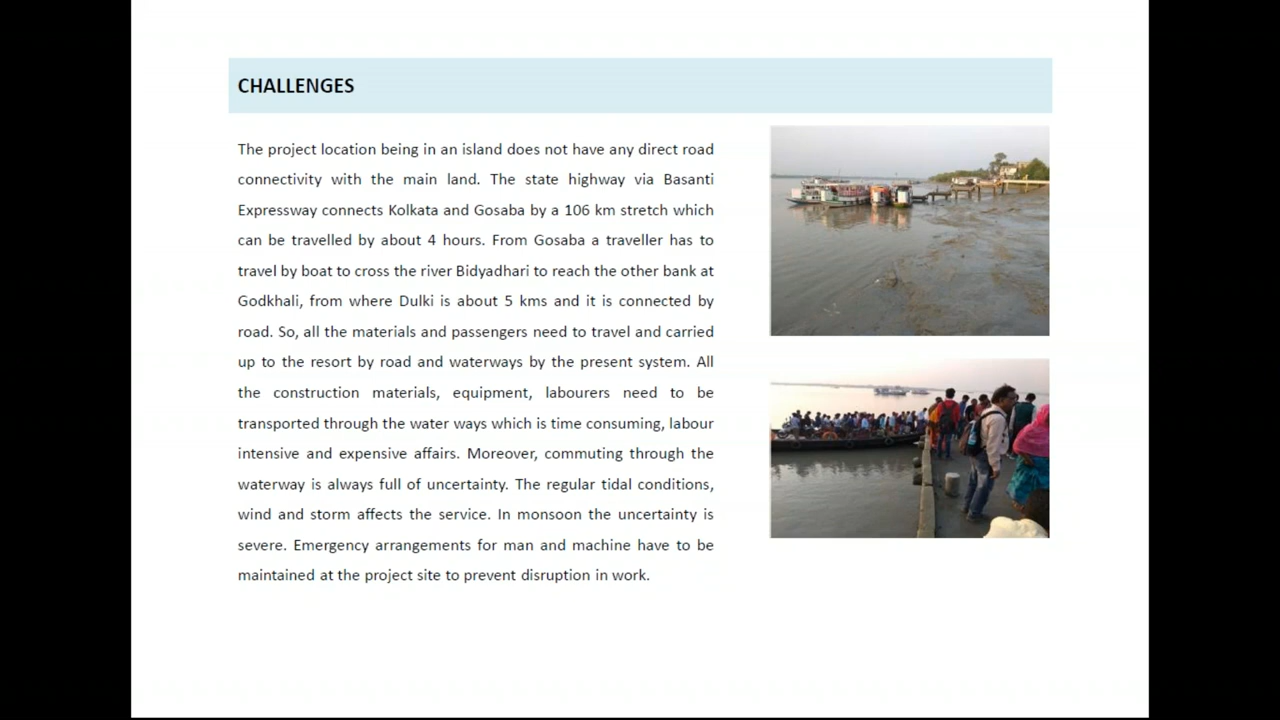 CHALLENGES
The project location being in an island does not have any direct road
connectivity with the main land. The state highway via Basanti
Expressway connects Kolkata and Gosaba by a 106 km stretch which
can be travelled by about 4 hours. From Gosaba a traveller has to
travel by boat to cross the river Bidyadhari to reach the other bank at
Godkhali, from where Dulki is about 5 kms and it is connected by
road. So, all the materials and passengers need to travel and carried
up to the resort by road and waterways by the present system. All
the construction materials, equipment, labourers need to be
transported through the water ways which is time consuming, labour
intensive and expensive affairs. Moreover, commuting through the
waterway is always full of uncertainty. The regular tidal conditions,
wind and storm affects the service. In monsoon the uncertainty is
severe. Emergency arrangements for man and machine have to be
maintained at the project site to prevent disruption in work.